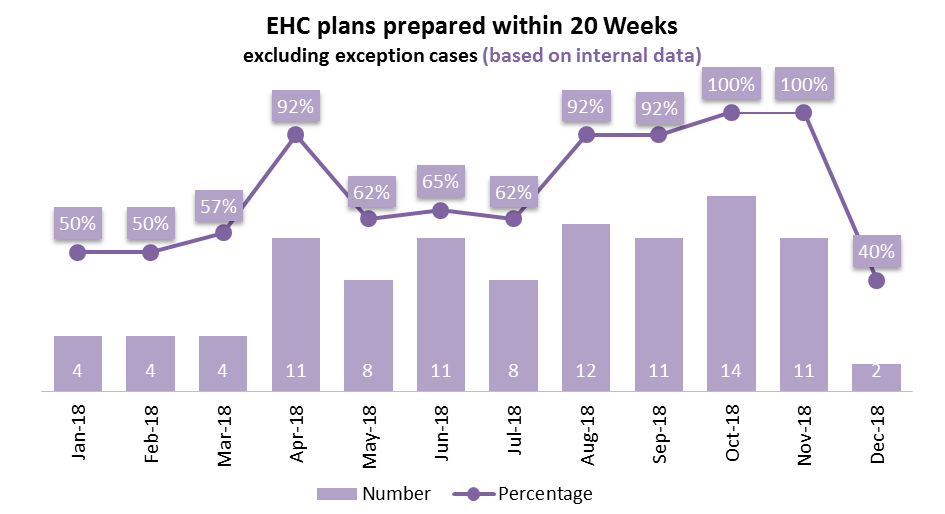 EHC plans prepared within 20 Weeks
excluding exception cases (based on internal data)
50% 50% 57% 92% 62% 65% 62% 92% 92% 100% 100% 40%
4 4 4 11 8 11 8 12 11 14 11 2
Jan-18 Feb-18 Mar-18 Apr-18 May-18 Jun-18 Jul-18 Aug-18 Sep-18 Oct-18 Nov-18 Dec-18
Number Percentage